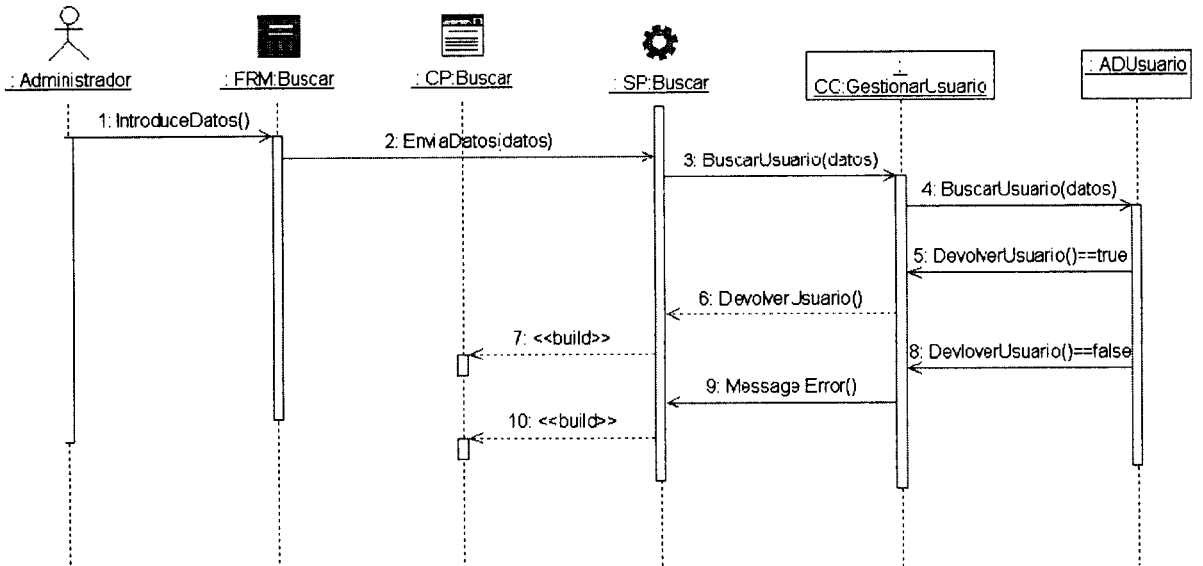 : Administrador
: FRM:Buscar
: CP:Buscar
: SP:Buscar
:
CC:GestionarUsuario
: ADUsuario
1: IntroduceDatos()
2: EnviaDatos(datos)
3: BuscarUsuario(datos)
4: BuscarUsuario(datos)
5: DevolverUsuario()==true
6: DevolverUsuario()
7: <<build>>
8: DevloverUsuario()==false
9: Message Error()
10: <<build>>